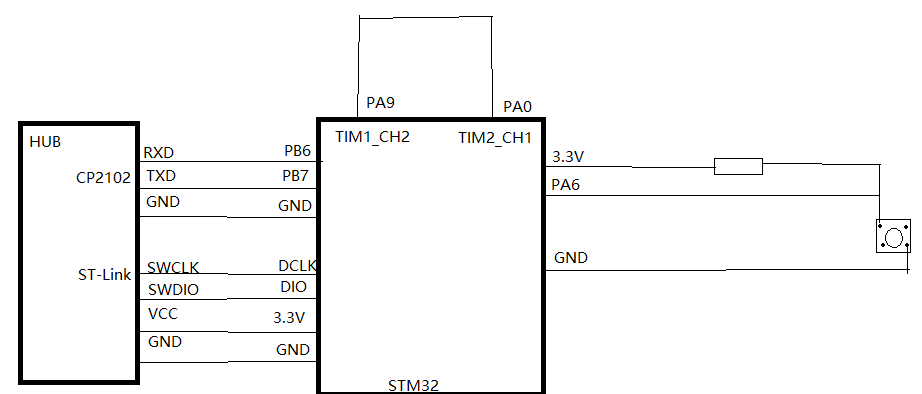 PA9
PA0
HUB
TIM1_CH2
TIM2_CH1
RXD
PB6
3.3V
CP2102
TXD
PB7
PA6
GND
GND
GND
ST-Link
SWCLK
DCLK
SWDIO
DIO
VCC
3.3V
GND
GND
STM32